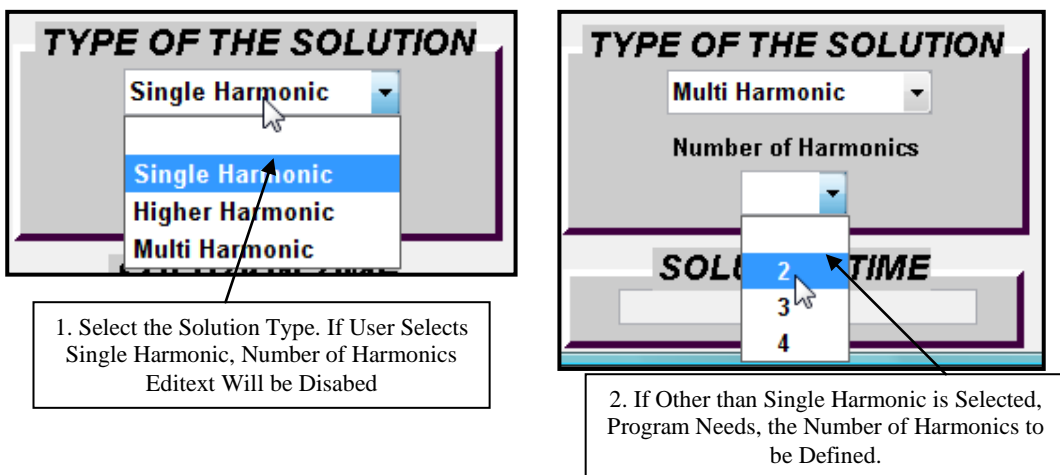 TYPE OF THE SOLUTION
Single Harmonic
Single Harmonic
Higher Harmonic
Multi Harmonic
1. Select the Solution Type. If User Selects
Single Harmonic, Number of Harmonics
Editext Will be Disabed
TYPE OF THE SOLUTION
Multi Harmonic
Number of Harmonics
SOLU TIME
2
3
4
2. If Other than Single Harmonic is Selected,
Program Needs, the Number of Harmonics to
be Defined.